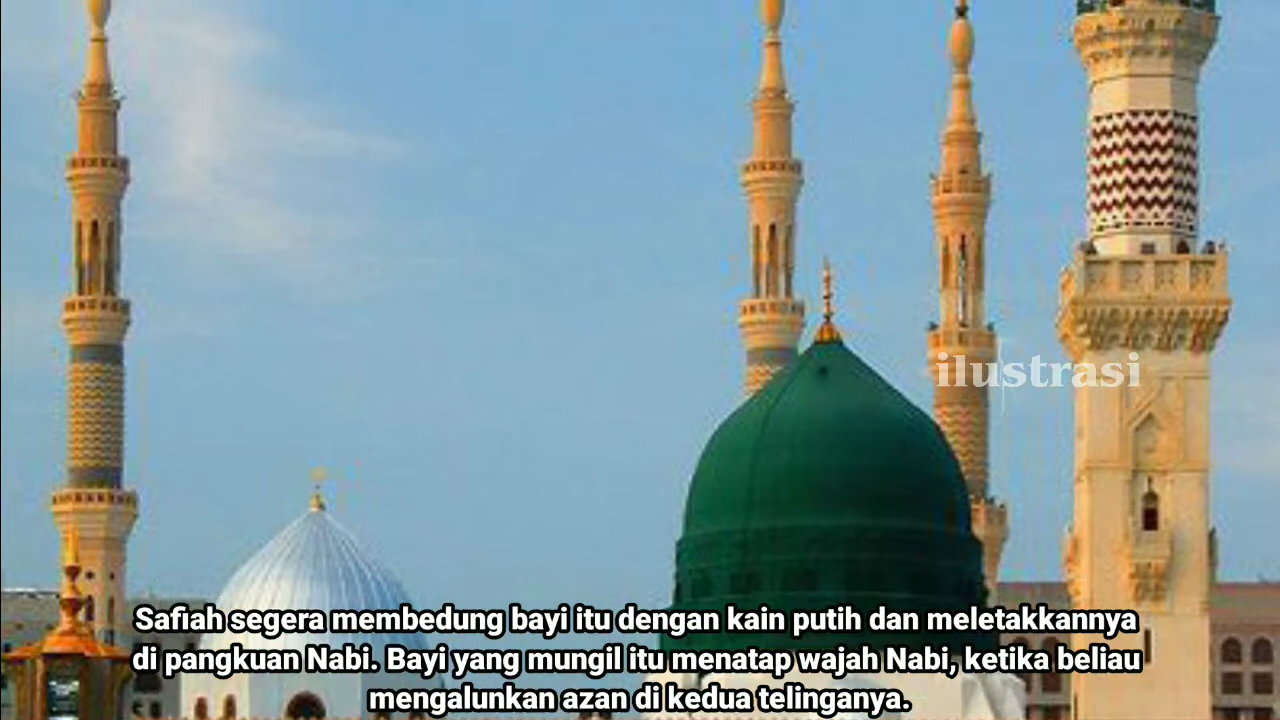 ilustrasi
Safiah segera membedung bayi itu dengan kain putih dan meletakkannya
di pangkuan Nabi. Bayi yang mungil itu menatap wajah Nabi, ketika beliau
mengalunkan azan di kedua telinganya.